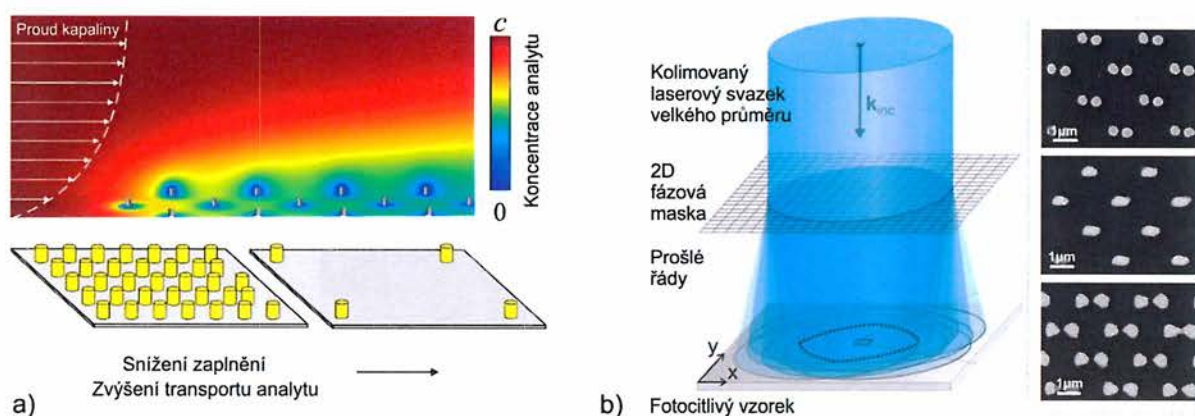 Proud kapaliny
c
0
Koncentrace analytu
Snížení zaplnění
Zvýšení transportu analytu
a)
Kolimovaný
laserový svazek
velkého průměru
k inc
2D
fázová
maska
Prošlé
řády
y
x
b)
Fotocitlivý vzorek
1µm
1µm
1µm